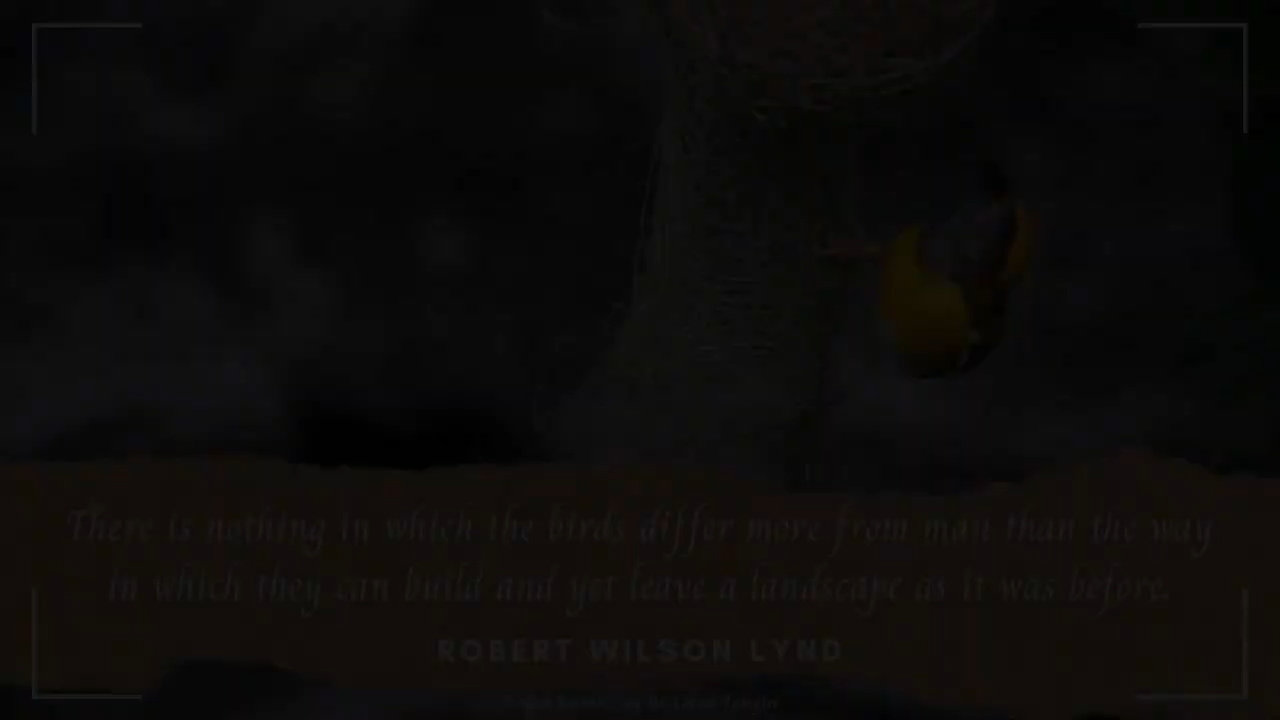 There is nothing in which the birds differ more from man than the way
in which they can build and yet leave a landscape as it was before.
ROBERT WILSON LYND